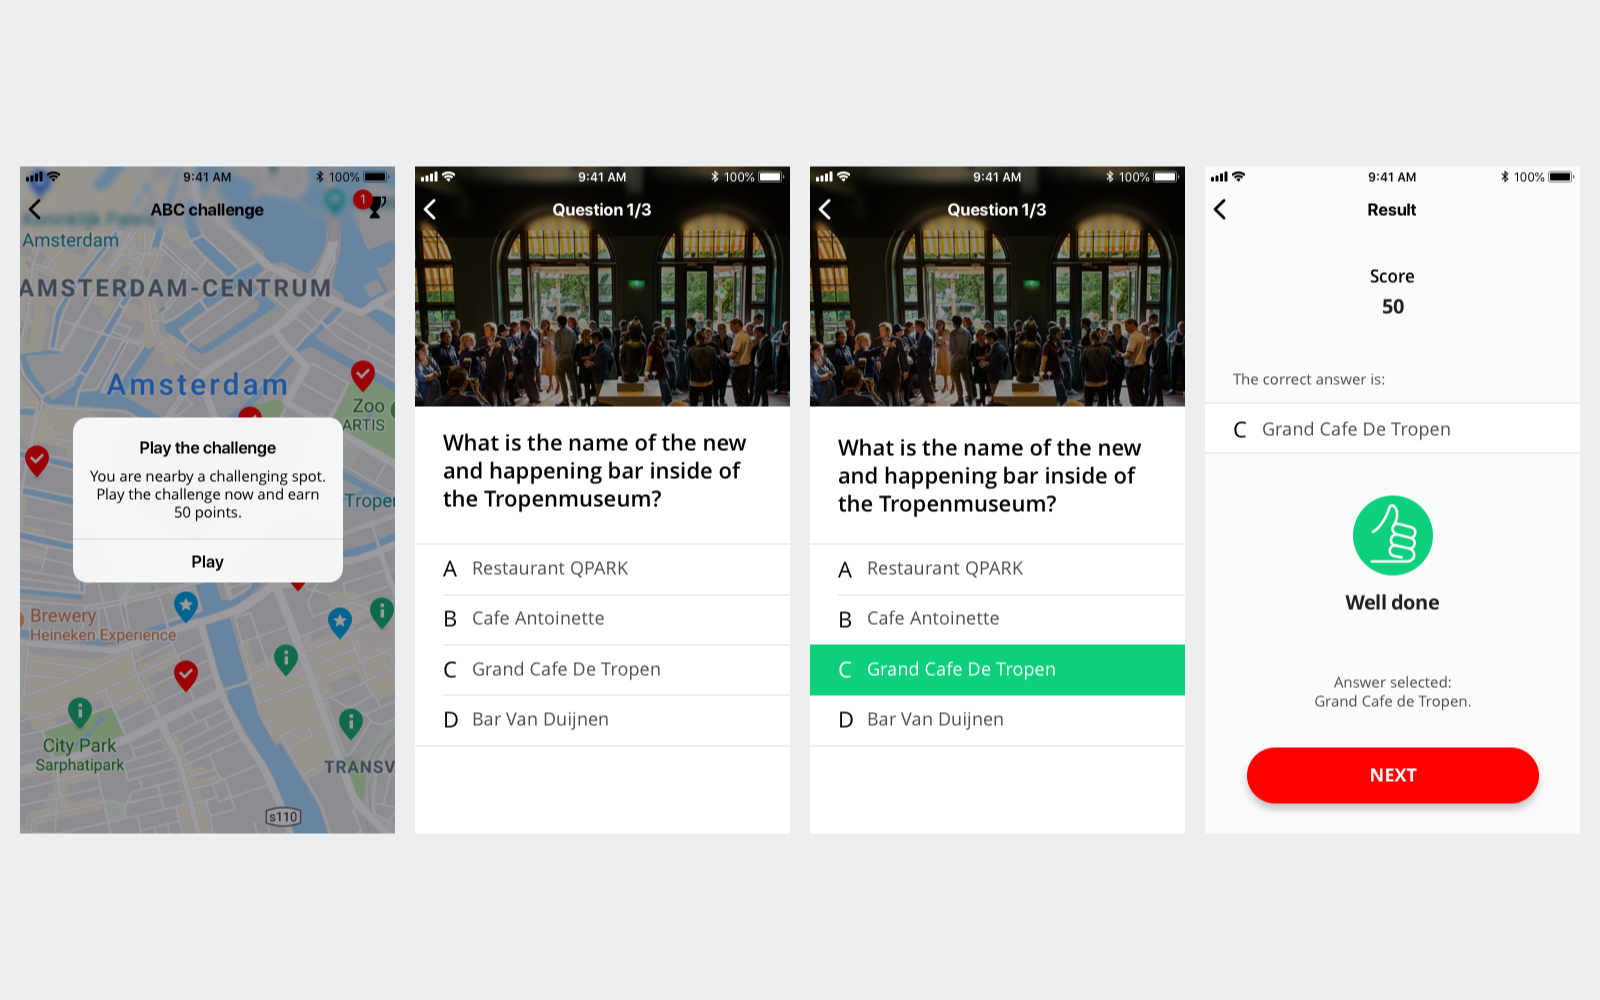 9:41 AM
100%
ABC challenge
1
Amsterdam
AMSTERDAM-CENTRUM
Amsterdam
Zoo
ARTIS
Play the challenge
You are nearby a challenging spot.
Play the challenge now and earn
50 points.
Play
Troper
Brewery
Heineken Experience
City Park
Sarphatipark
TRANSV
s110
9:41 AM
100%
Question 1/3
What is the name of the new
and happening bar inside of
the Tropenmuseum?
A Restaurant QPARK
B Cafe Antoinette
C Grand Cafe De Tropen
D Bar Van Duijnen
9:41 AM
100%
Question 1/3
What is the name of the new
and happening bar inside of
the Tropenmuseum?
A Restaurant QPARK
B Cafe Antoinette
C Grand Cafe De Tropen
D Bar Van Duijnen
9:41 AM
100%
Result
Score
50
The correct answer is:
C Grand Cafe De Tropen
Well done
Answer selected:
Grand Cafe de Tropen.
NEXT